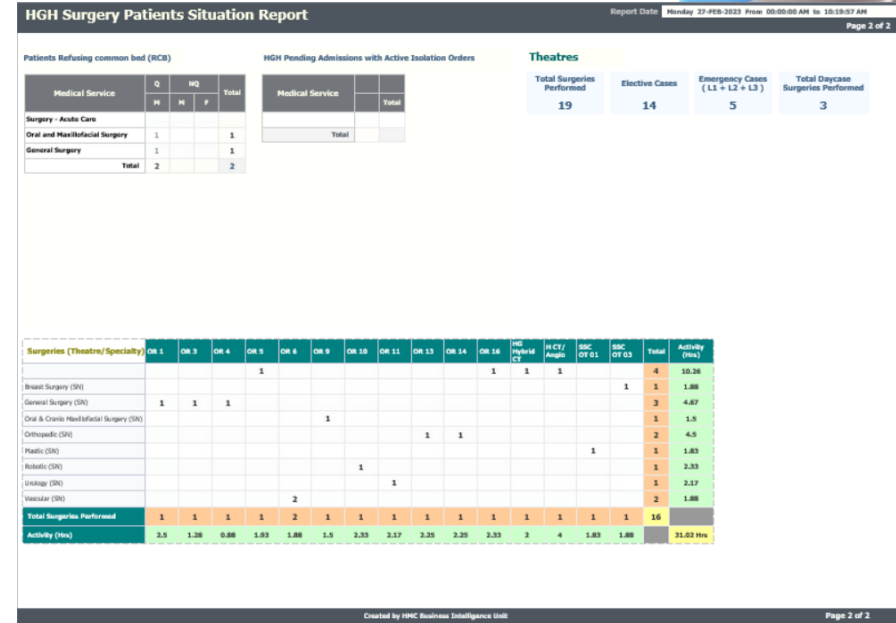 HGH Surgery Patients Situation Report
Report Date Monday 27-FEB-2023 From 00:00:00 AM to 10:19:57 AM
Page 2 of 2
Patients Refusing common bed (RCB)
Medical Service Q NQ Total
M M F
Surgery - Acute Care
Oral and Maxillofacial Surgery 1 1
General Surgery 1 1
Total 2 2
HGH Pending Admissions with Active Isolation Orders
Medical Service Total
Total
Theatres
Total Surgeries Performed 19
Elective Cases 14
Emergency Cases ( L1 + L2 + L3 ) 5
Total Daycase Surgeries Performed 3
Surgeries (Theatre/Specialty) OR 1 OR 3 OR 4 OR 5 OR 6 OR 9 OR 10 OR 11 OR 13 OR 14 OR 16 HG Hybrid CT H CT/ Angio SSC OT 01 SSC OT 03 Total Activity (Hrs)
1 1 1 1 4 10.26
Breast Surgery (SN) 1 1 1.88
General Surgery (SN) 1 1 1 3 4.67
Oral & Cranio Maxillofacial Surgery (SN) 1 1 1.5
Orthopedic (SN) 1 1 2 4.5
Plastic (SN) 1 1 1.83
Robotic (SN) 1 1 2.33
Urology (SN) 1 1 2.17
Vascular (SN) 2 2 1.88
Total Surgeries Performed 1 1 1 1 2 1 1 1 1 1 1 1 1 1 1 16
Activity (Hrs) 2.5 1.28 0.88 1.93 1.88 1.5 2.33 2.17 2.25 2.25 2.33 2 4 1.83 1.88 31.02 Hrs
Created by HMC Business Intelligence Unit
Page 2 of 2